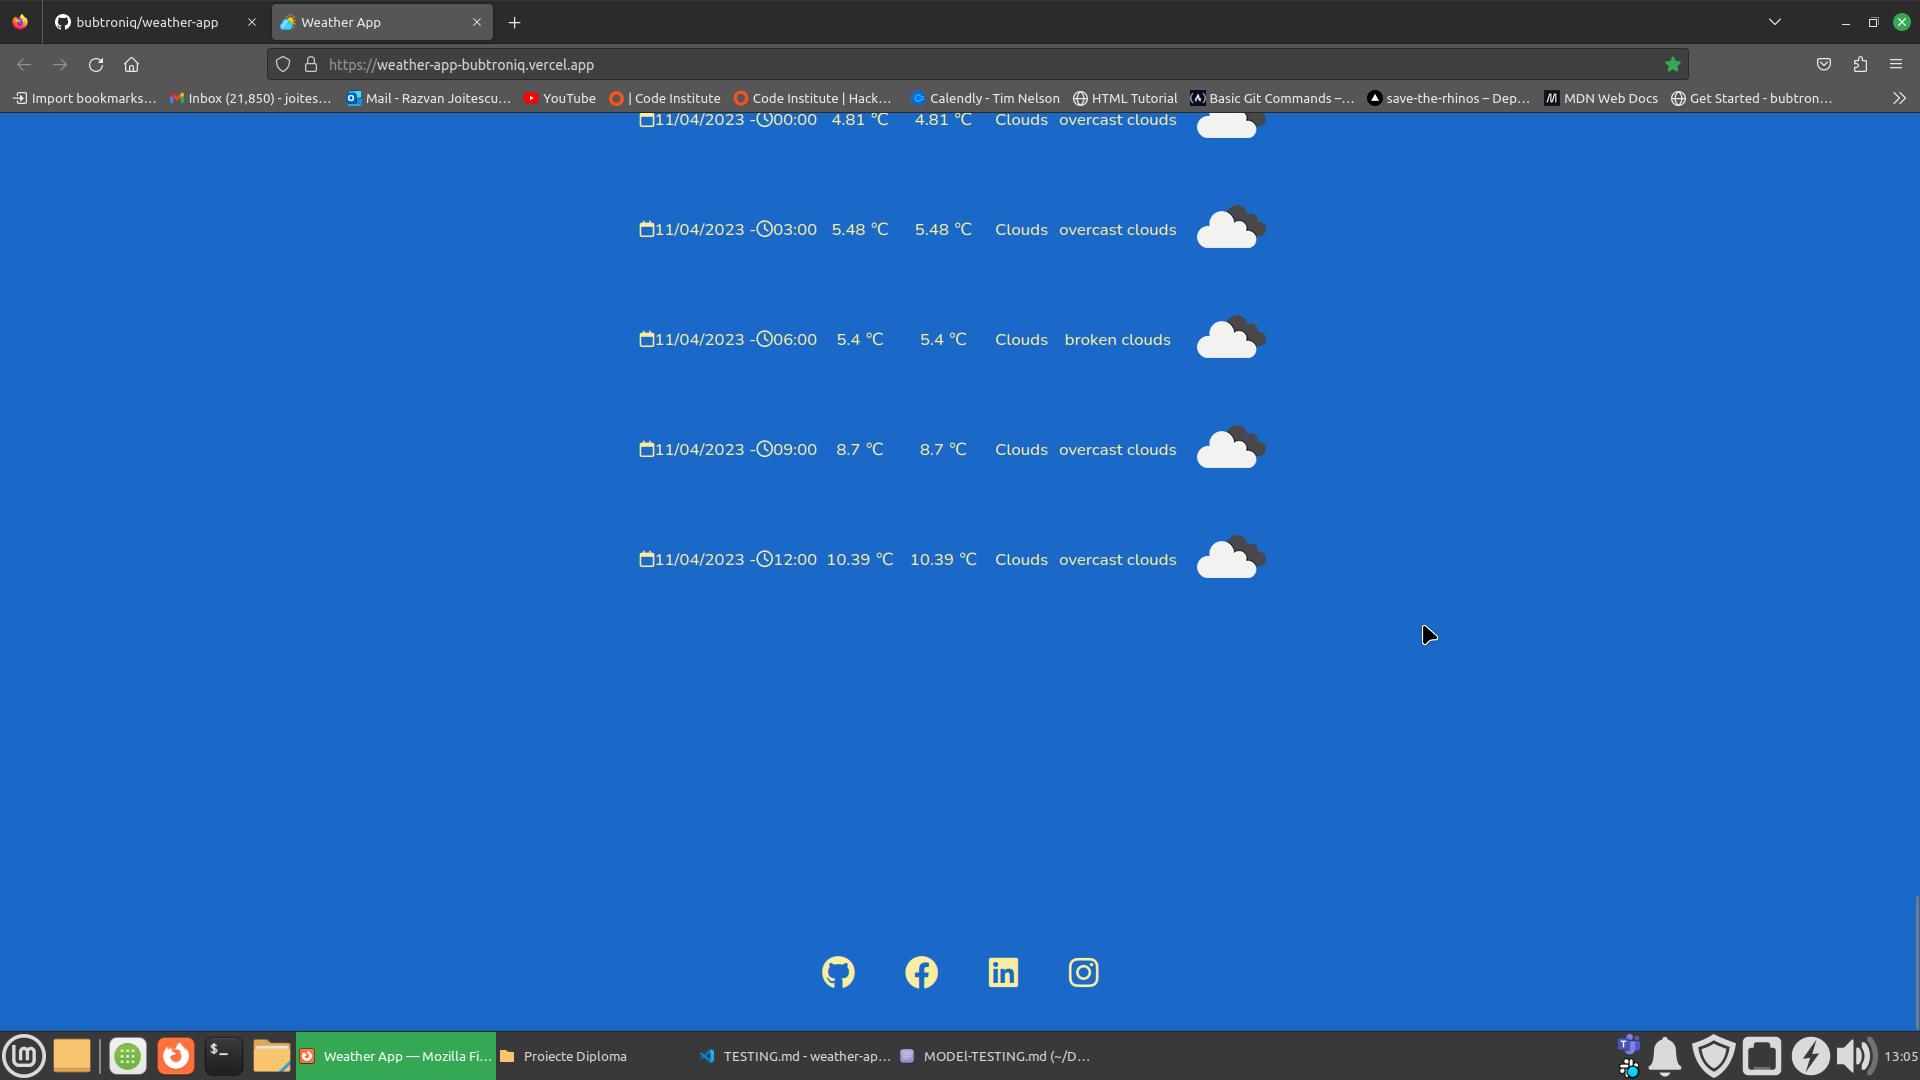 bubtroniq/weather-app
Weather App
https://weather-app-bubtroniq.vercel.app
Import bookmarks... Inbox (21,850) - joites... Mail - Razvan Joitescu... YouTube | Code Institute Code Institute | Hack... Calendly - Tim Nelson HTML Tutorial Basic Git Commands –... save-the-rhinos – Dep... MDN Web Docs Get Started - bubtron...
11/04/2023 - 00:00 4.81 °C 4.81 °C Clouds overcast clouds
11/04/2023 - 03:00 5.48 °C 5.48 °C Clouds overcast clouds
11/04/2023 - 06:00 5.4 °C 5.4 °C Clouds broken clouds
11/04/2023 - 09:00 8.7 °C 8.7 °C Clouds overcast clouds
11/04/2023 - 12:00 10.39 °C 10.39 °C Clouds overcast clouds
Weather App — Mozilla Fi... Proiecte Diploma TESTING.md - weather-ap... MODEl-TESTING.md (~/D... 13:05